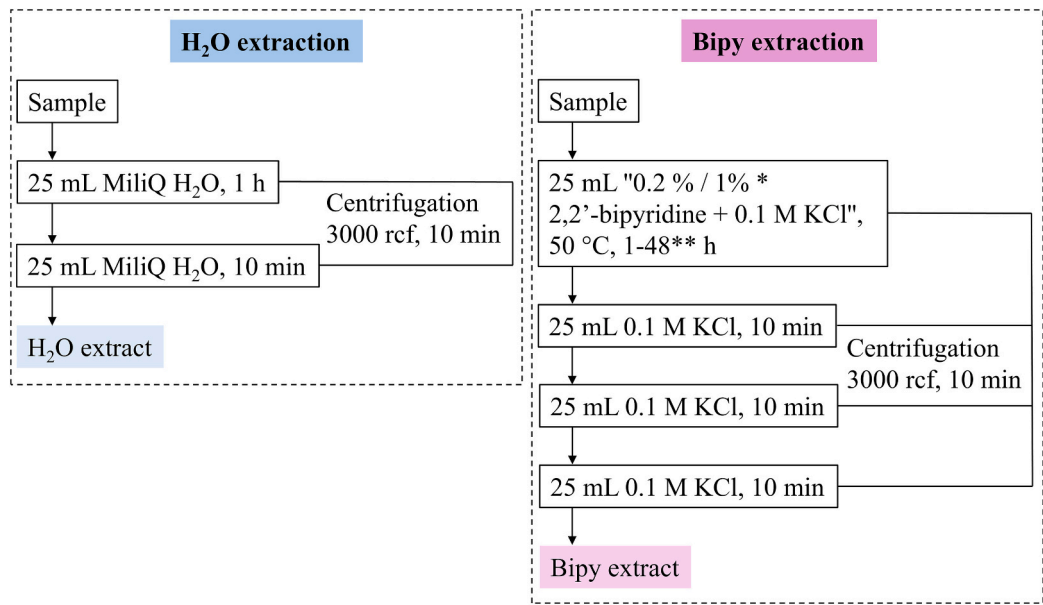 H₂O extraction
Sample
25 mL MiliQ H₂O, 1 h
Centrifugation
3000 rcf, 10 min
25 mL MiliQ H₂O, 10 min
H₂O extract
Bipy extraction
Sample
25 mL "0.2 % / 1% *
2,2’-bipyridine + 0.1 M KCl",
50 °C, 1-48** h
25 mL 0.1 M KCl, 10 min
Centrifugation
3000 rcf, 10 min
25 mL 0.1 M KCl, 10 min
25 mL 0.1 M KCl, 10 min
Bipy extract